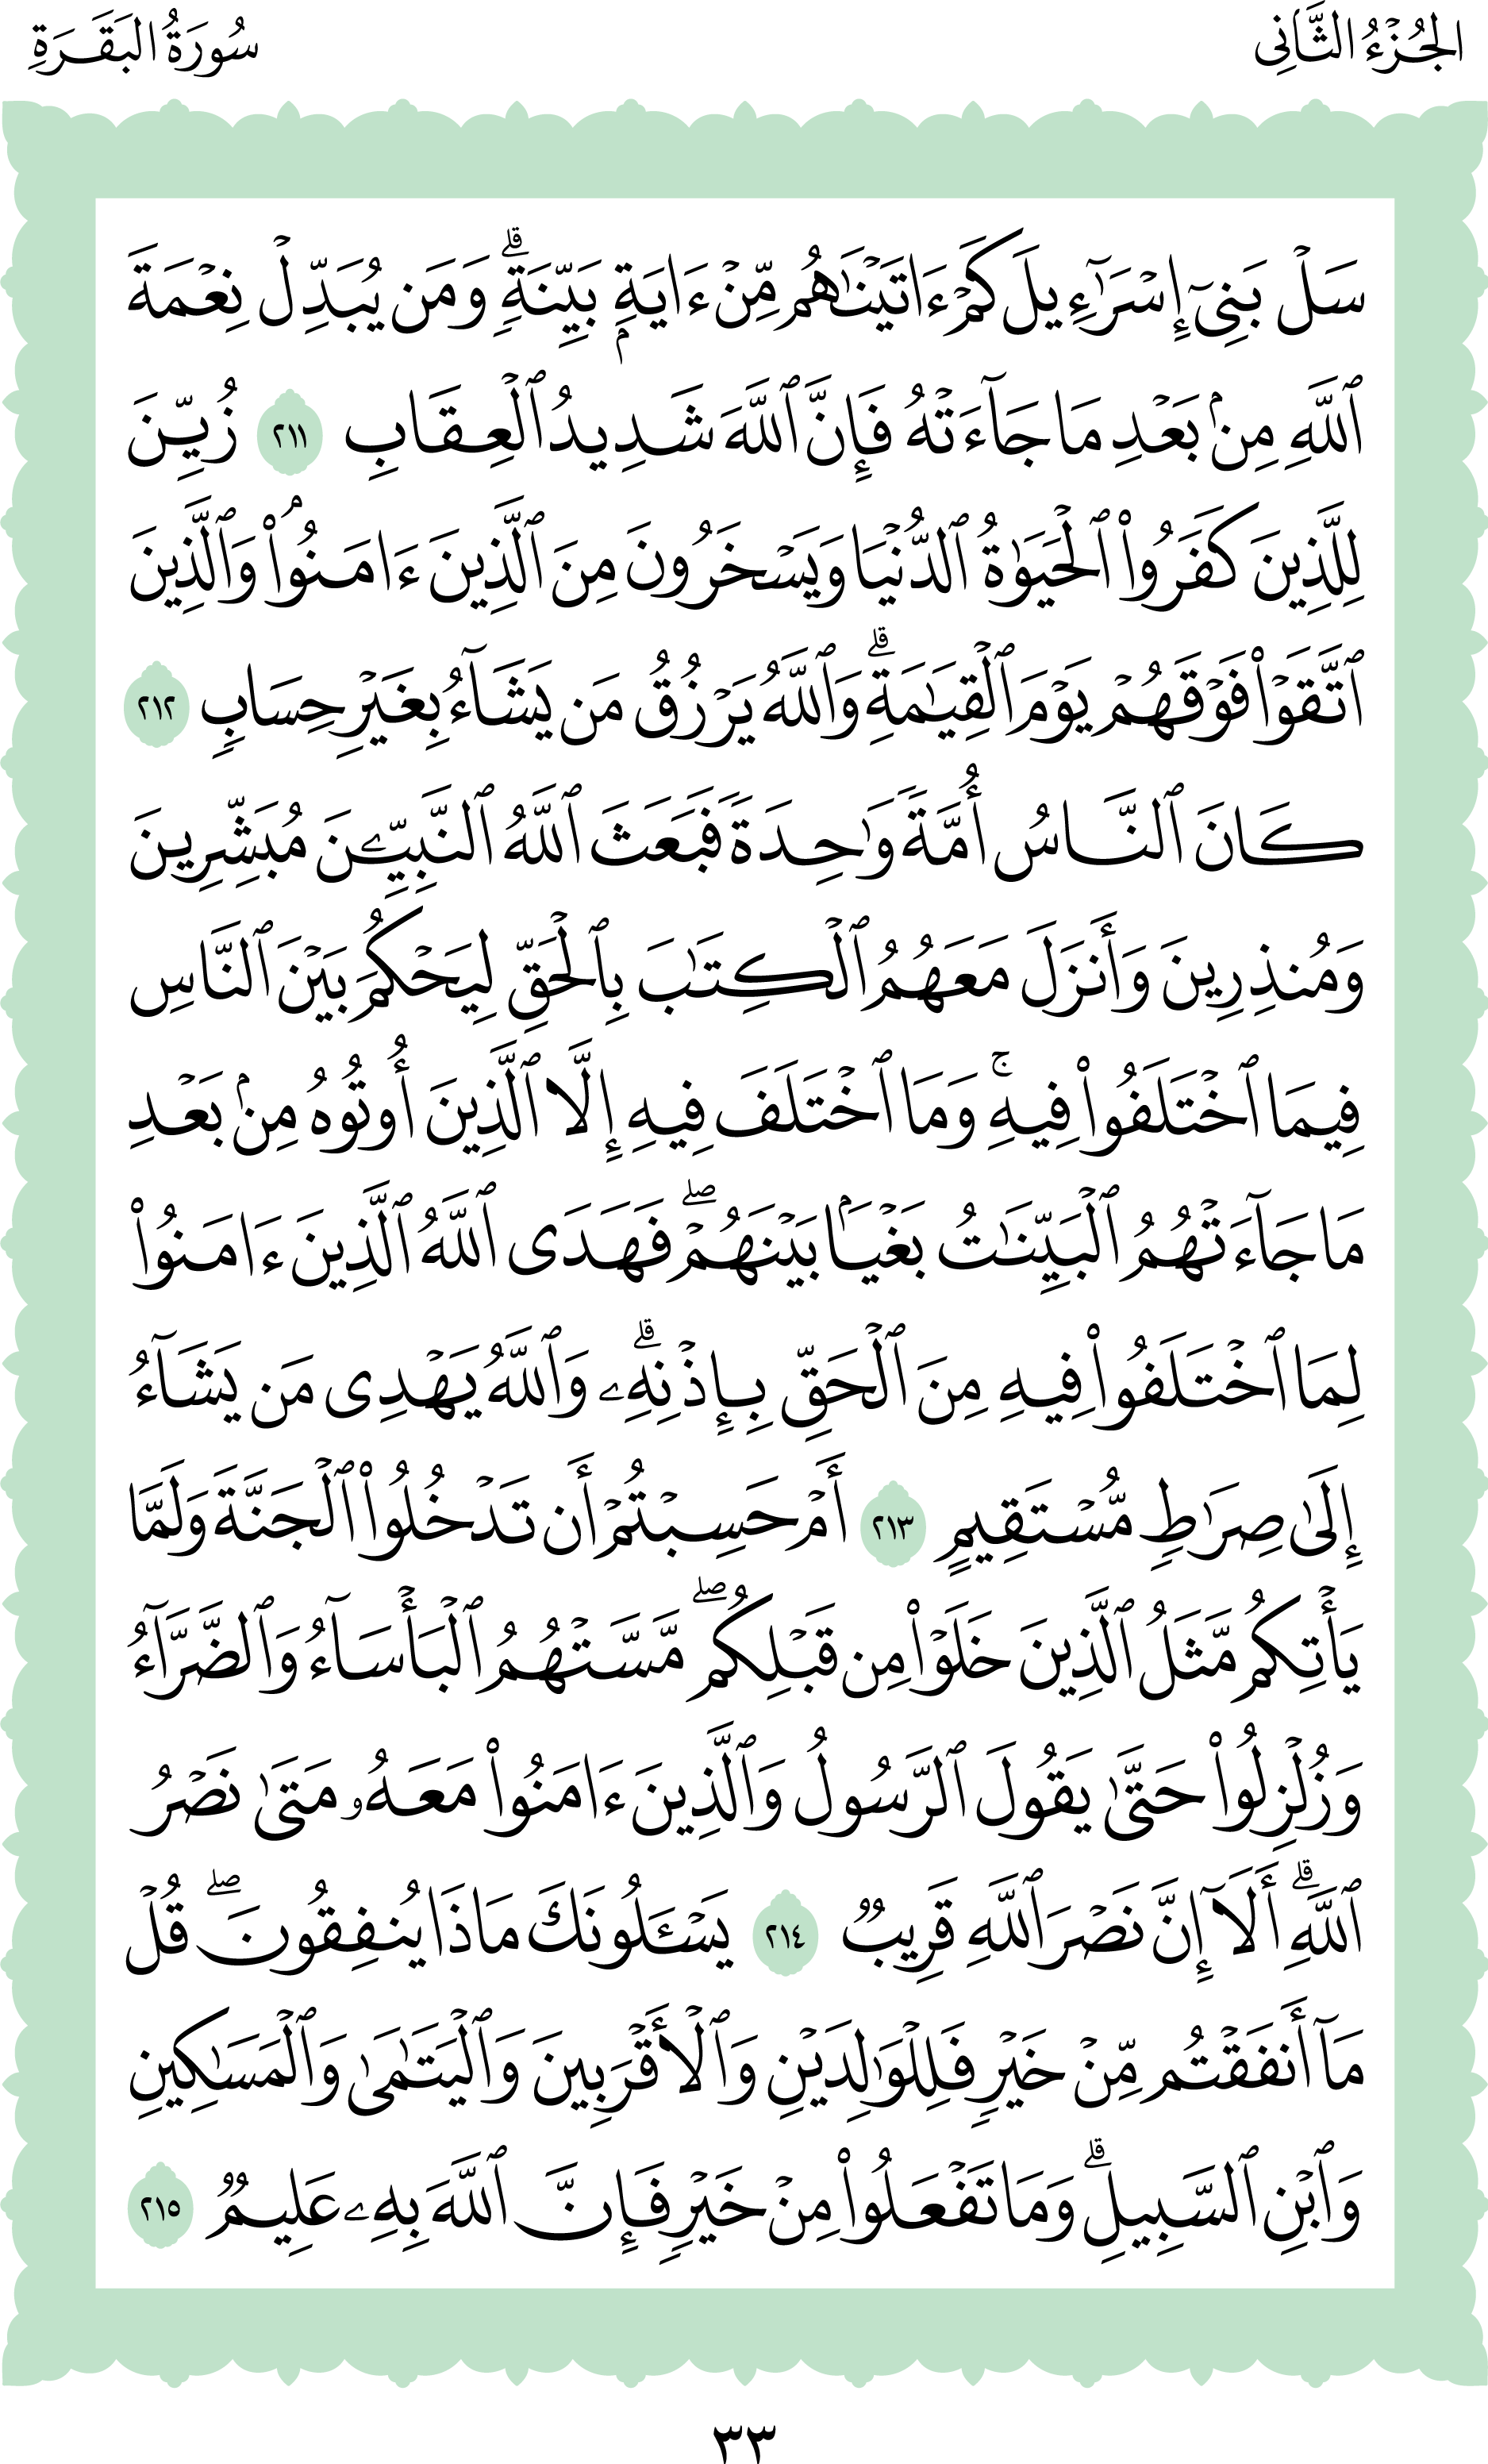 الجُزْءُ الثَّانِي
سُورَةُ البَقَرَةِ
سَلۡ بَنِيٓ إِسۡرَٰٓءِيلَ كَمۡ ءَاتَيۡنَٰهُم مِّنۡ ءَايَةِۭ بَيِّنَةٖۗ وَمَن يُبَدِّلۡ نِعۡمَةَ
ٱللَّهِ مِنۢ بَعۡدِ مَا جَآءَتۡهُ فَإِنَّ ٱللَّهَ شَدِيدُ ٱلۡعِقَابِ ٢١١ زُيِّنَ
لِلَّذِينَ كَفَرُواْ ٱلۡحَيَوٰةُ ٱلدُّنۡيَا وَيَسۡخَرُونَ مِنَ ٱلَّذِينَ ءَامَنُواْۘ وَٱلَّذِينَ
ٱتَّقَوۡاْ فَوۡقَهُمۡ يَوۡمَ ٱلۡقِيَٰمَةِۗ وَٱللَّهُ يَرۡزُقُ مَن يَشَآءُ بِغَيۡرِ حِسَابٖ ٢١٢
كَانَ ٱلنَّاسُ أُمَّةٗ وَٰحِدَةٗ فَبَعَثَ ٱللَّهُ ٱلنَّبِيِّـۧنَ مُبَشِّرِينَ
وَمُنذِرِينَ وَأَنزَلَ مَعَهُمُ ٱلۡكِتَٰبَ بِٱلۡحَقِّ لِيَحۡكُمَ بَيۡنَ ٱلنَّاسِ
فِيمَا ٱخۡتَلَفُواْ فِيهِۚ وَمَا ٱخۡتَلَفَ فِيهِ إِلَّا ٱلَّذِينَ أُوتُوهُ مِنۢ بَعۡدِ
مَا جَآءَتۡهُمُ ٱلۡبَيِّنَٰتُ بَغۡيَۢا بَيۡنَهُمۡۖ فَهَدَى ٱللَّهُ ٱلَّذِينَ ءَامَنُواْ
لِمَا ٱخۡتَلَفُواْ فِيهِ مِنَ ٱلۡحَقِّ بِإِذۡنِهِۦۗ وَٱللَّهُ يَهۡدِي مَن يَشَآءُ
إِلَىٰ صِرَٰطٖ مُّسۡتَقِيمٍ ٢١٣ أَمۡ حَسِبۡتُمۡ أَن تَدۡخُلُواْ ٱلۡجَنَّةَ وَلَمَّا
يَأۡتِكُم مَّثَلُ ٱلَّذِينَ خَلَوۡاْ مِن قَبۡلِكُمۖ مَّسَّتۡهُمُ ٱلۡبَأۡسَآءُ وَٱلضَّرَّآءُ
وَزُلۡزِلُواْ حَتَّىٰ يَقُولَ ٱلرَّسُولُ وَٱلَّذِينَ ءَامَنُواْ مَعَهُۥ مَتَىٰ نَصۡرُ
ٱللَّهِۗ أَلَآ إِنَّ نَصۡرَ ٱللَّهِ قَرِيبٞ ٢١٤ يَسۡـَٔلُونَكَ مَاذَا يُنفِقُونَۖ قُلۡ
مَآ أَنفَقۡتُم مِّنۡ خَيۡرٖ فَلِلۡوَٰلِدَيۡنِ وَٱلۡأَقۡرَبِينَ وَٱلۡيَتَٰمَىٰ وَٱلۡمَسَٰكِينِ
وَٱبۡنِ ٱلسَّبِيلِۗ وَمَا تَفۡعَلُواْ مِنۡ خَيۡرٖ فَإِنَّ ٱللَّهَ بِهِۦ عَلِيمٞ ٢١٥
٣٣